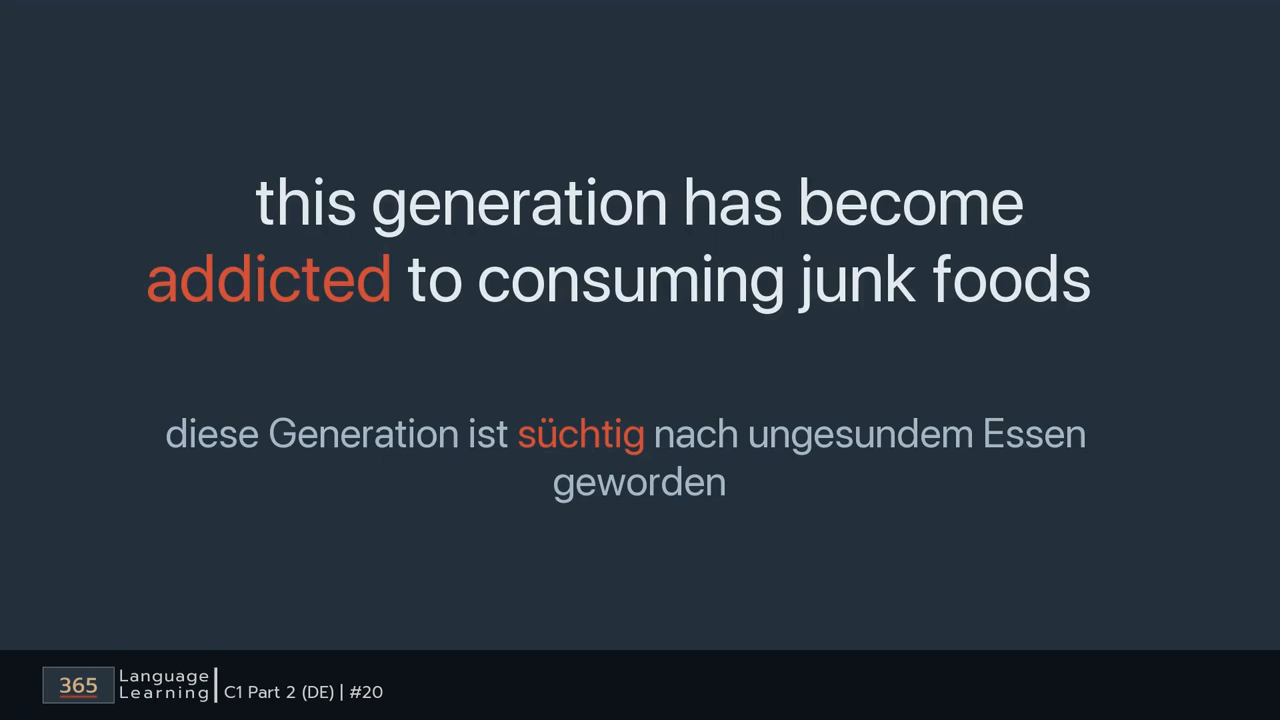 this generation has become
addicted to consuming junk foods
diese Generation ist süchtig nach ungesundem Essen
geworden
365
Language
Learning
C1 Part 2 (DE) | #20